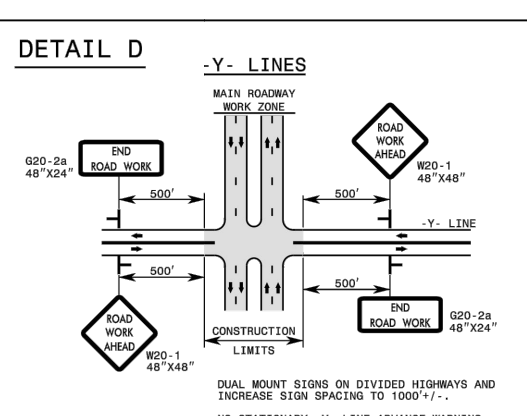 DETAIL D
-Y- LINES
MAIN ROADWAY
WORK ZONE
END
ROAD WORK
G20-2a
48"X24"
ROAD
WORK
AHEAD
W20-1
48"X48"
500'
500'
-Y- LINE
500'
500'
ROAD
WORK
AHEAD
W20-1
48"X48"
CONSTRUCTION
LIMITS
END
ROAD WORK
G20-2a
48"X24"
DUAL MOUNT SIGNS ON DIVIDED HIGHWAYS AND
INCREASE SIGN SPACING TO 1000'+/-.